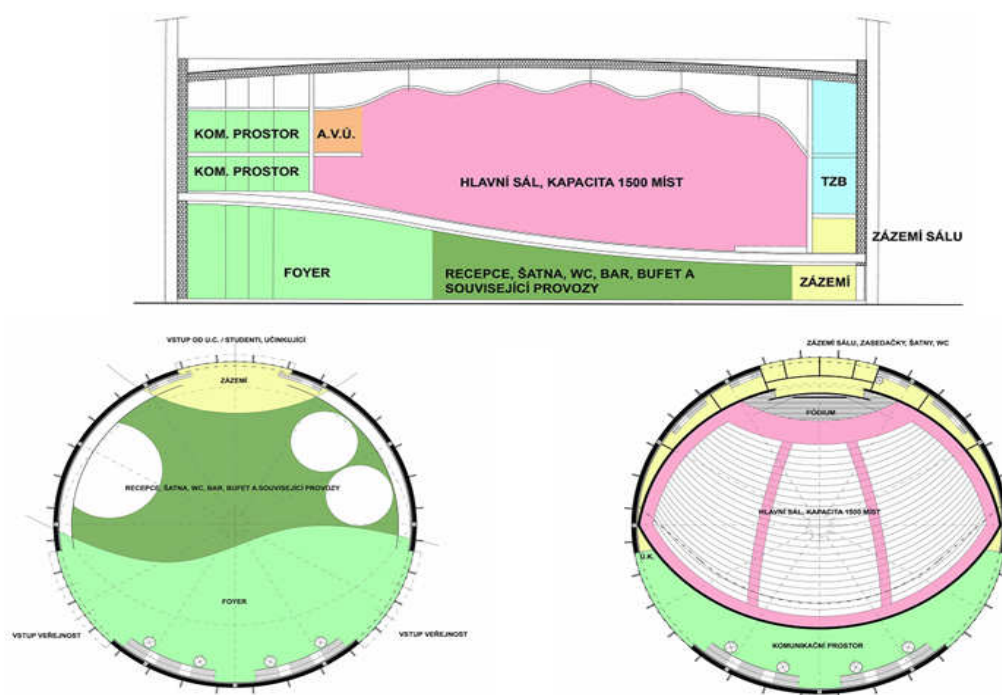 KOM. PROSTOR
A.V.Ú.
KOM. PROSTOR
HLAVNÍ SÁL, KAPACITA 1500 MÍST
TZB
ZÁZEMÍ SÁLU
FOYER
RECEPCE, ŠATNA, WC, BAR, BUFET A
SOUVISEJÍCÍ PROVOZY
ZÁZEMÍ
VSTUP OD U.C. / STUDENTI, UČINKUJÍCÍ
ZÁZEMÍ
RECEPCE, ŠATNA, WC, BAR, BUFET A SOUVISEJÍCÍ PROVOZY
FOYER
VSTUP VEŘEJNOST
VSTUP VEŘEJNOST
ZÁZEMÍ SÁLU, ZASEDAČKY, ŠATNY, WC
PÓDIUM
HLAVNÍ SÁL, KAPACITA 1500 MÍST
Ú.K.
KOMUNIKAČNÍ PROSTOR